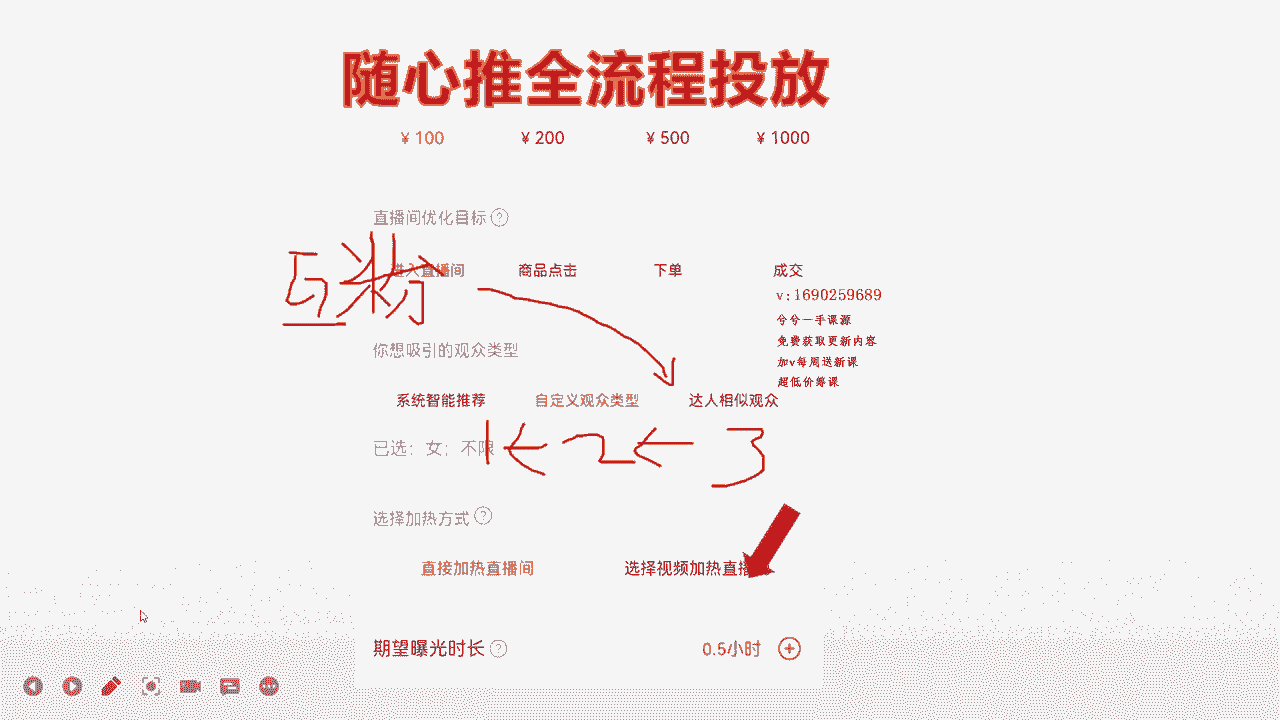 随心推全流程投放
¥ 100 ¥ 200 ¥ 500 ¥ 1000
直播间优化目标 ?
进入直播间 商品点击 下单 成交
v:1690259689
兮兮一手课源
免费获取更新内容
加v每周送新课
超低价筹课
5粉
你想吸引的观众类型
系统智能推荐 自定义观众类型 达人相似观众
已选：女；不限
1 ← 2 ← 3
选择加热方式 ?
直接加热直播间 选择视频加热直播
期望曝光时长 ? 0.5小时